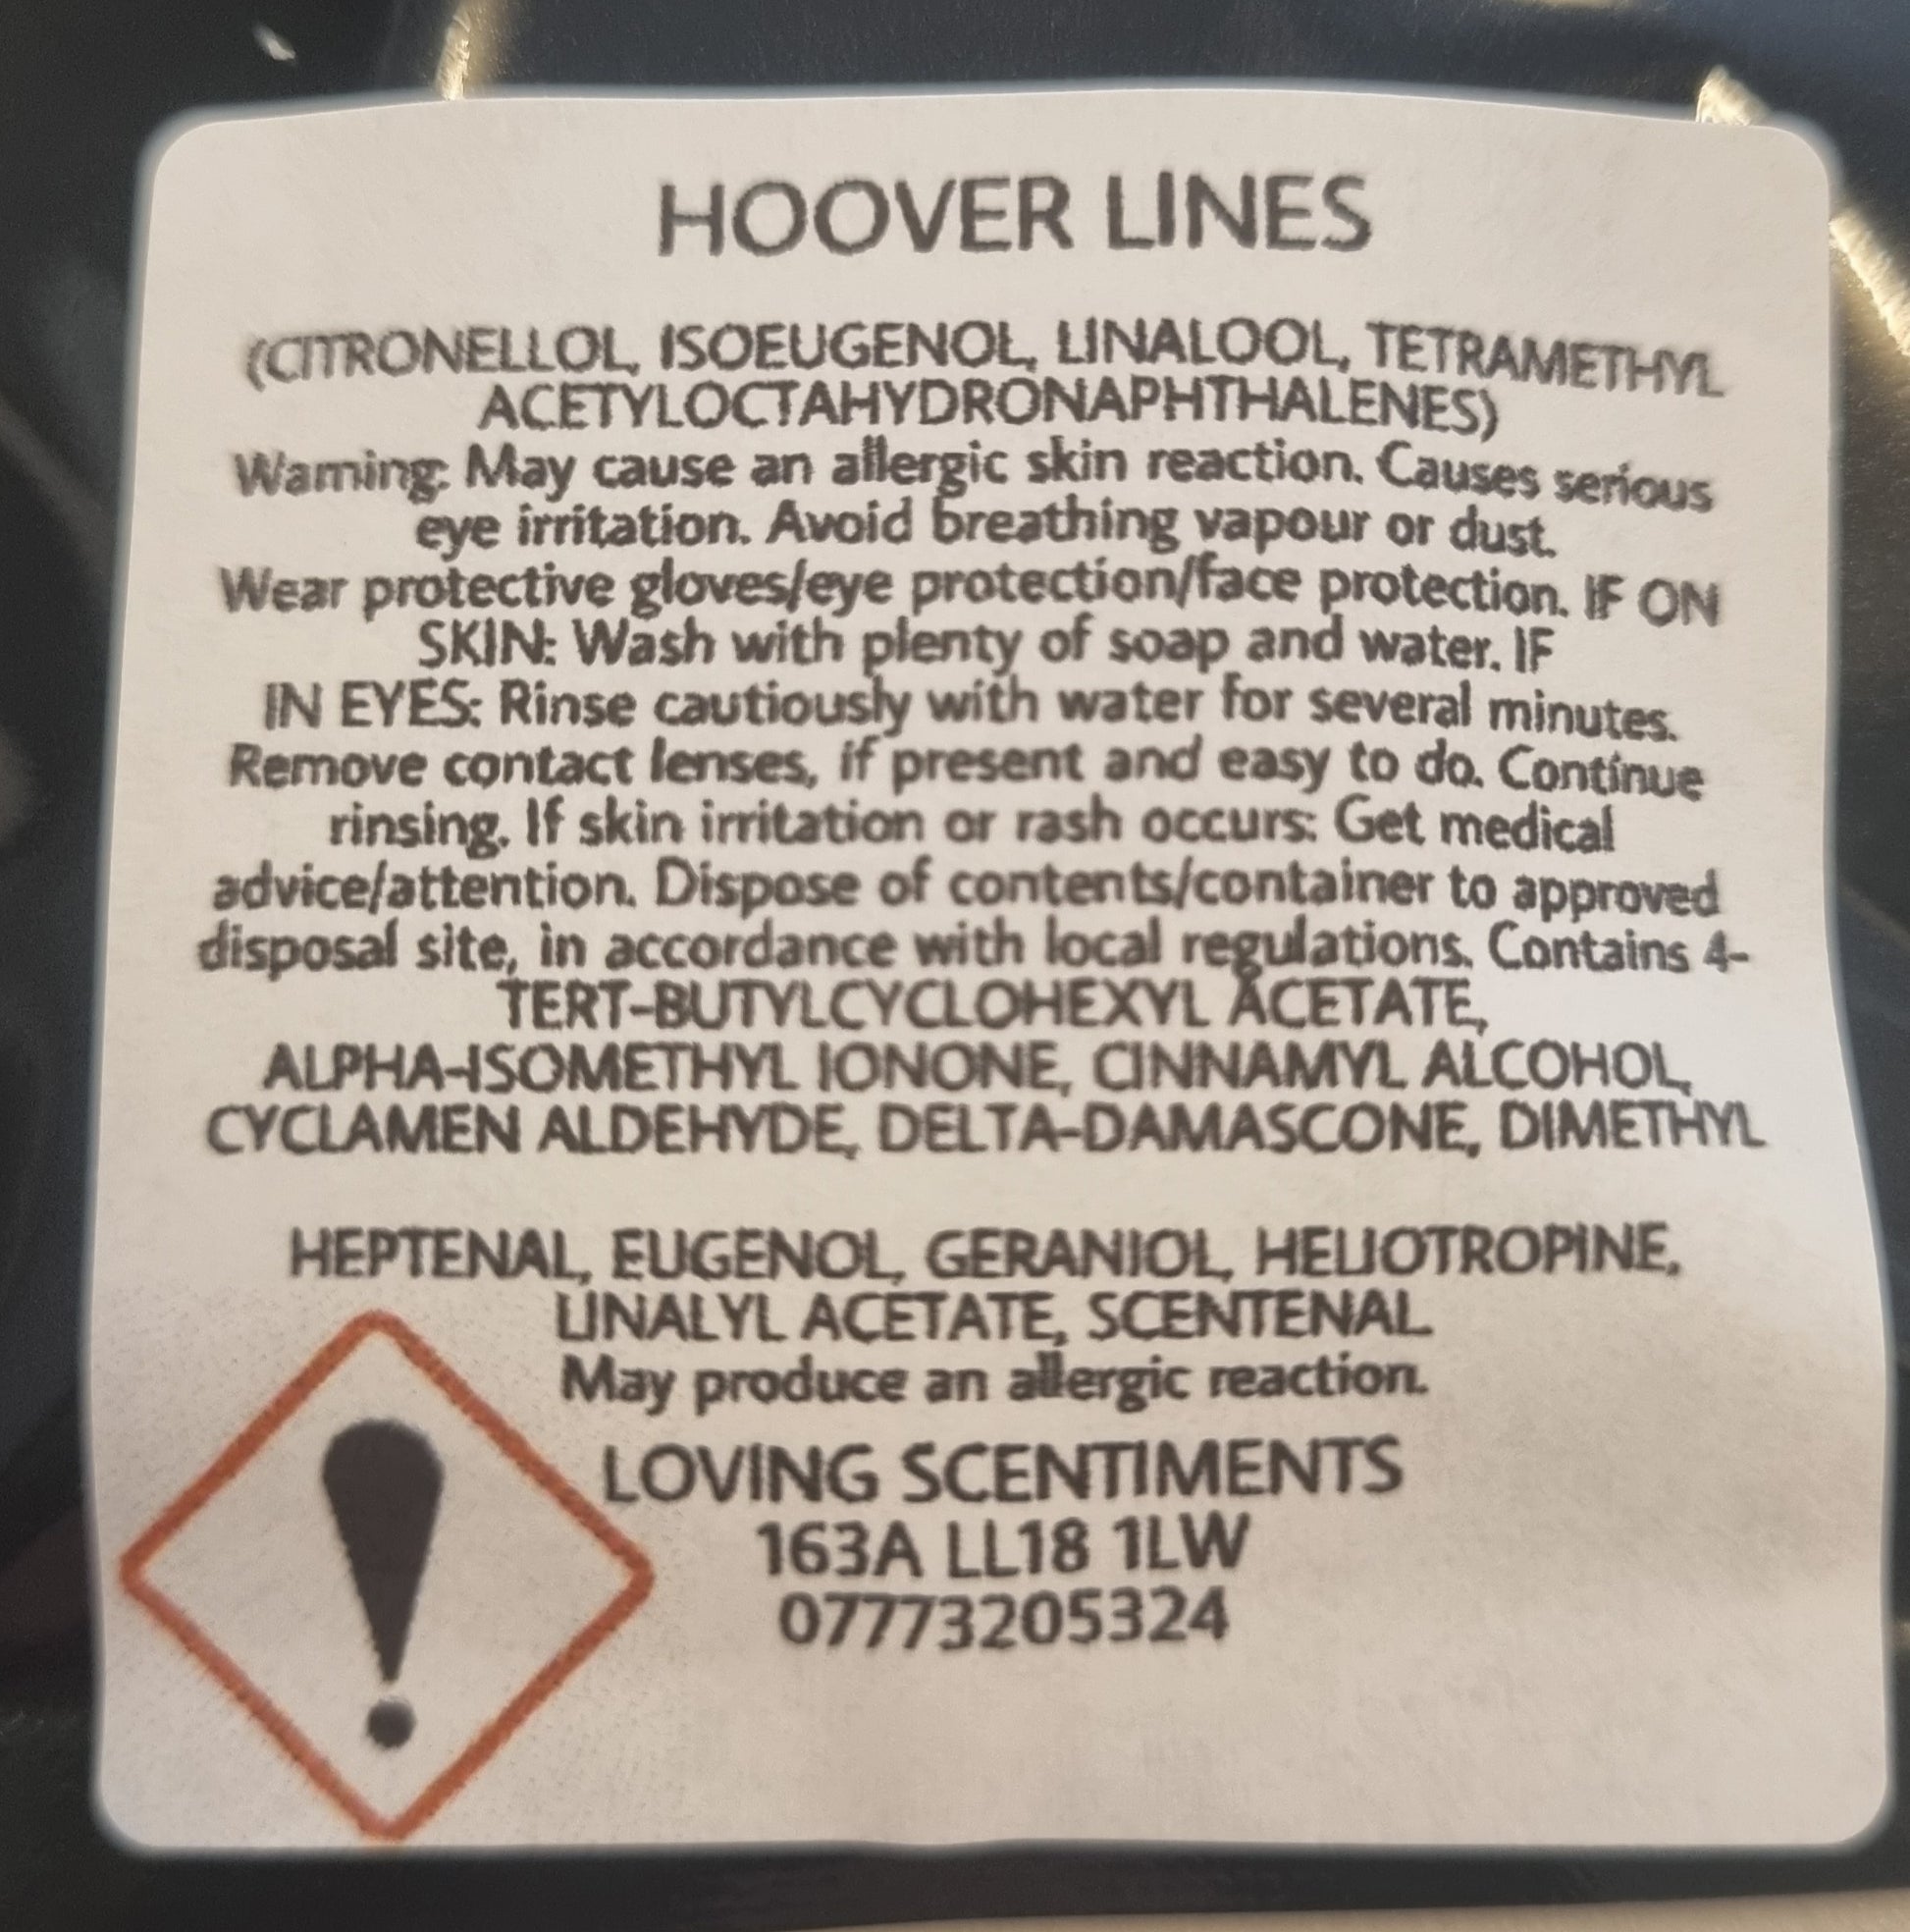 HOOVER LINES
(CITRONELLOL, ISOEUGENOL, LINALOOL, TETRAMETHYL
ACETYLOCTAHYDRONAPHTHALENES)
Warning: May cause an allergic skin reaction. Causes serious
eye irritation. Avoid breathing vapour or dust.
Wear protective gloves/eye protection/face protection. IF ON
SKIN: Wash with plenty of soap and water. IF
IN EYES: Rinse cautiously with water for several minutes.
Remove contact lenses, if present and easy to do. Continue
rinsing. If skin irritation or rash occurs: Get medical
advice/attention. Dispose of contents/container to approved
disposal site, in accordance with local regulations. Contains 4-
TERT-BUTYLCYCLOHEXYL ACETATE,
ALPHA-ISOMETHYL IONONE, CINNAMYL ALCOHOL,
CYCLAMEN ALDEHYDE, DELTA-DAMASCONE, DIMETHYL
HEPTENAL, EUGENOL, GERANIOL, HELIOTROPINE,
LINALYL ACETATE, SCENTENAL.
May produce an allergic reaction.
LOVING SCENTIMENTS
163A LL18 1LW
07773205324